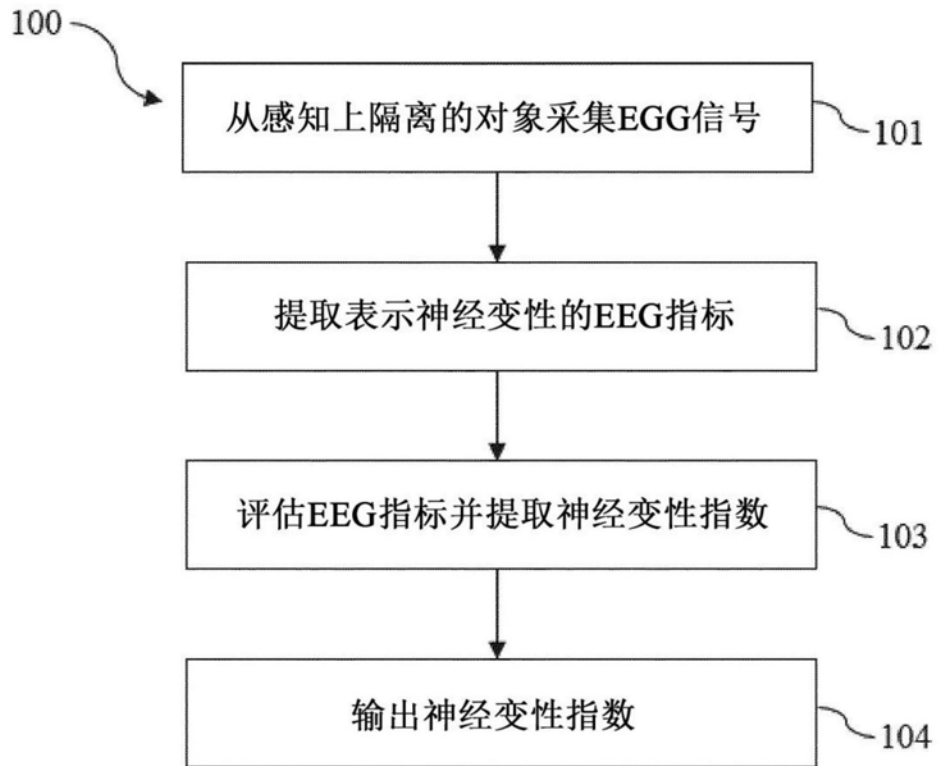 100
从感知上隔离的对象采集EGG信号
101
提取表示神经变性的EEG指标
102
评估EEG指标并提取神经变性指数
103
输出神经变性指数
104